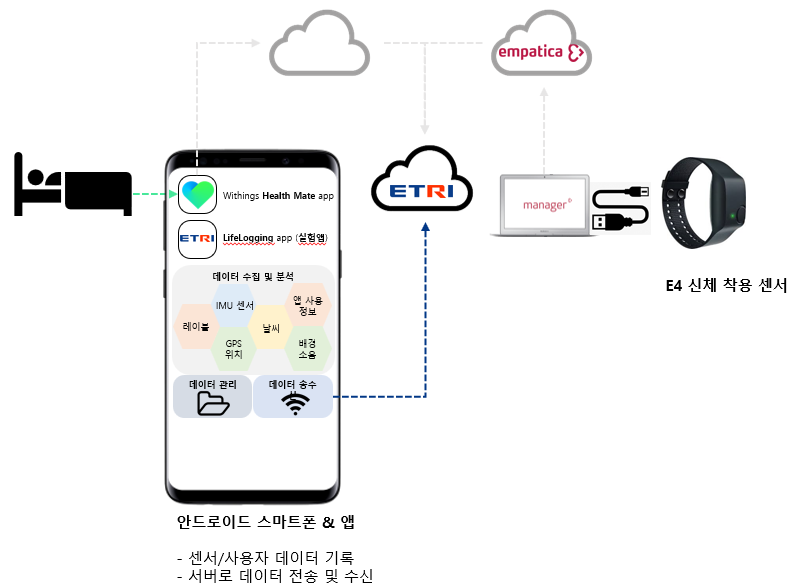 empatica
ETRI
manager
Withings Health Mate app
ETRI
LifeLogging app (실험앱)
데이터 수집 및 분석
레이블
IMU 센서
GPS
위치
날씨
앱 사용
정보
배경
소음
데이터 관리
데이터 송수
E4 신체 착용 센서
안드로이드 스마트폰 & 앱
- 센서/사용자 데이터 기록
- 서버로 데이터 전송 및 수신